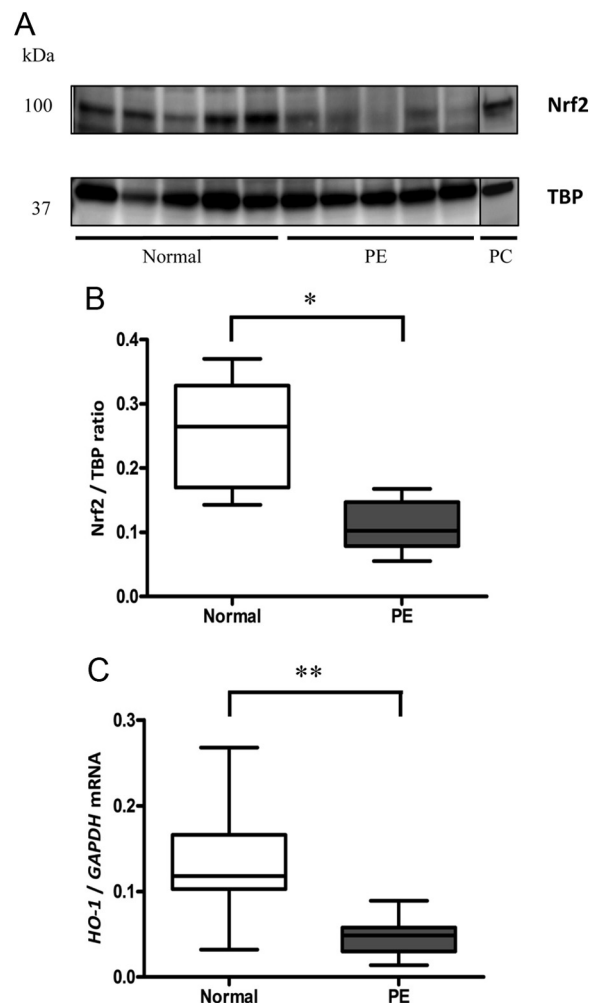 A
kDa
100
Nrf2
37
TBP
Normal
PE
PC
B
*
0.4
0.3
0.2
0.1
0.0
Nrf2 / TBP ratio
Normal
PE
C
**
0.3
0.2
0.1
0.0
HO-1 / GAPDH mRNA
Normal
PE